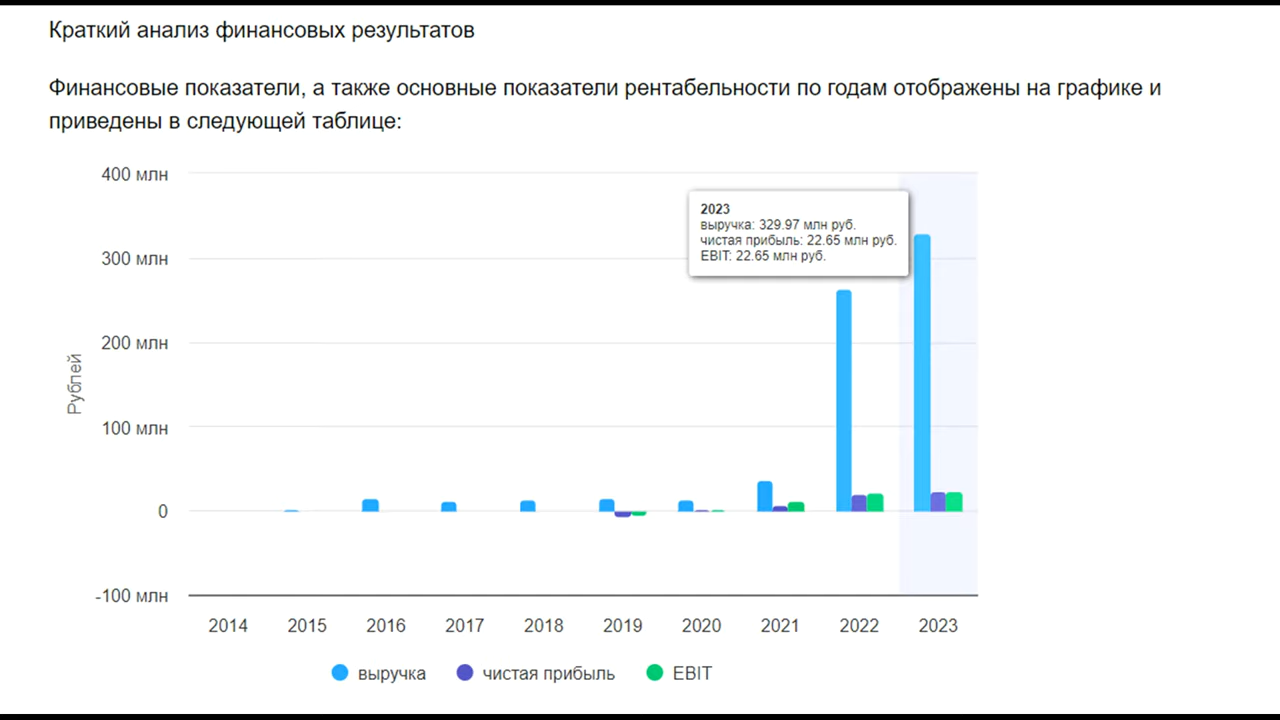 Краткий анализ финансовых результатов
Финансовые показатели, а также основные показатели рентабельности по годам отображены на графике и
приведены в следующей таблице:
400 млн
300 млн
200 млн
100 млн
0
-100 млн
Рублей
2023
выручка: 329.97 млн руб.
чистая прибыль: 22.65 млн руб.
EBIT: 22.65 млн руб.
2014 2015 2016 2017 2018 2019 2020 2021 2022 2023
выручка чистая прибыль EBIT